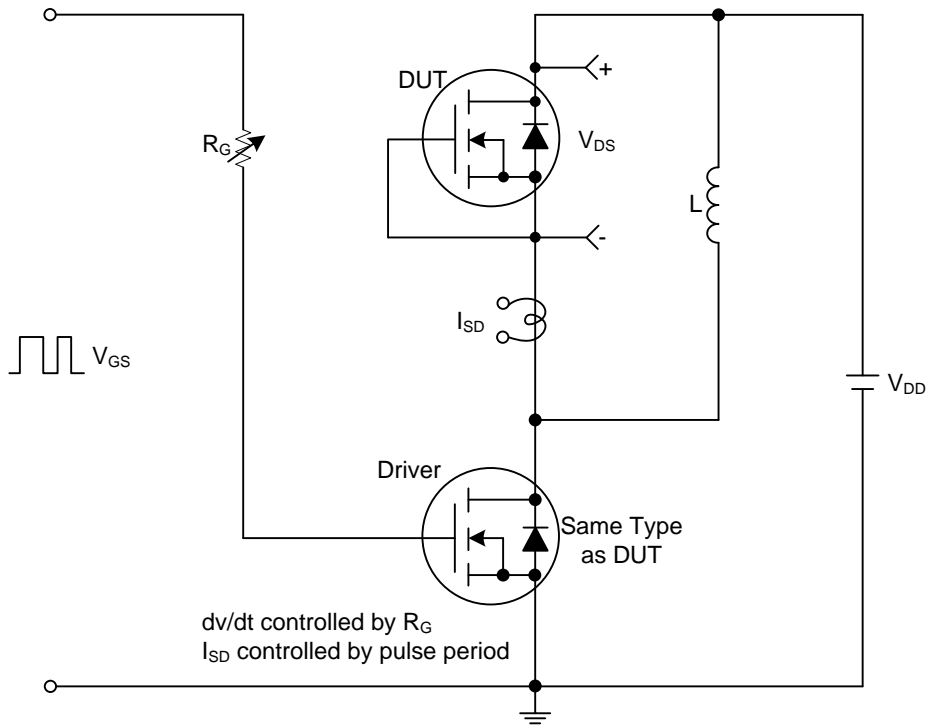 DUT
+
R_G
V_DS
L
-
I_SD
V_GS
V_DD
Driver
Same Type
as DUT
dv/dt controlled by R_G
I_SD controlled by pulse period